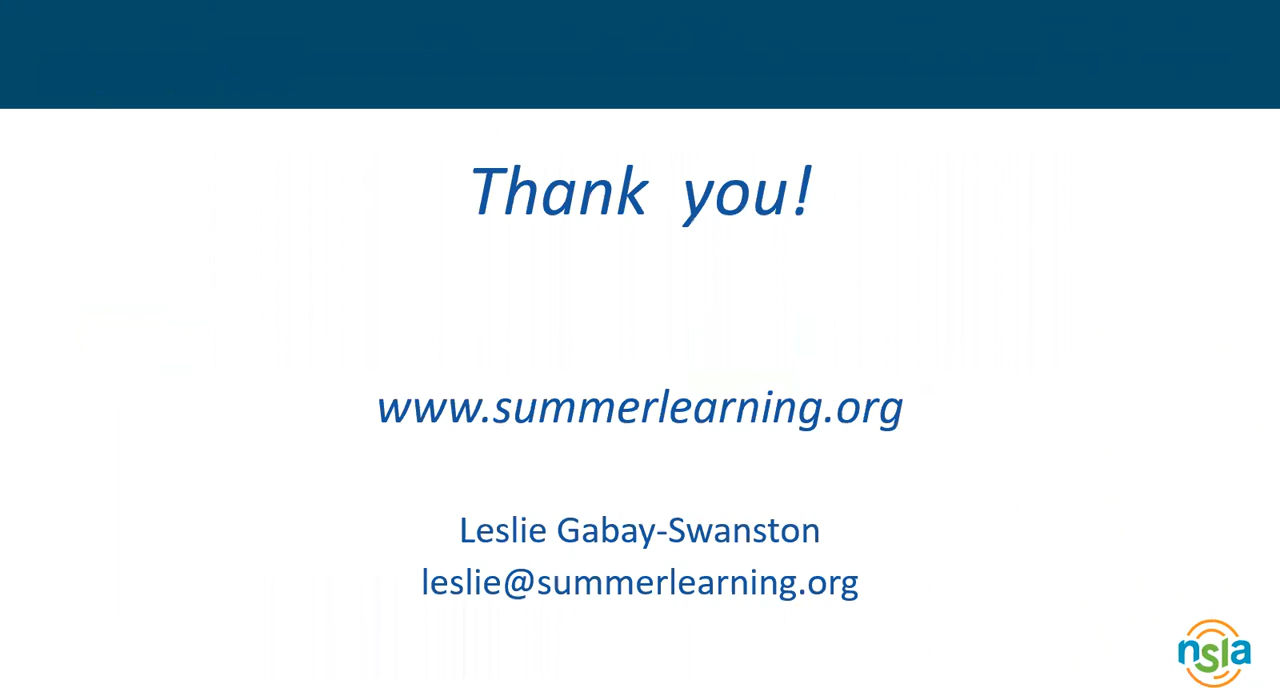 Thank you!
www.summerlearning.org
Leslie Gabay-Swanston
leslie@summerlearning.org
nsla